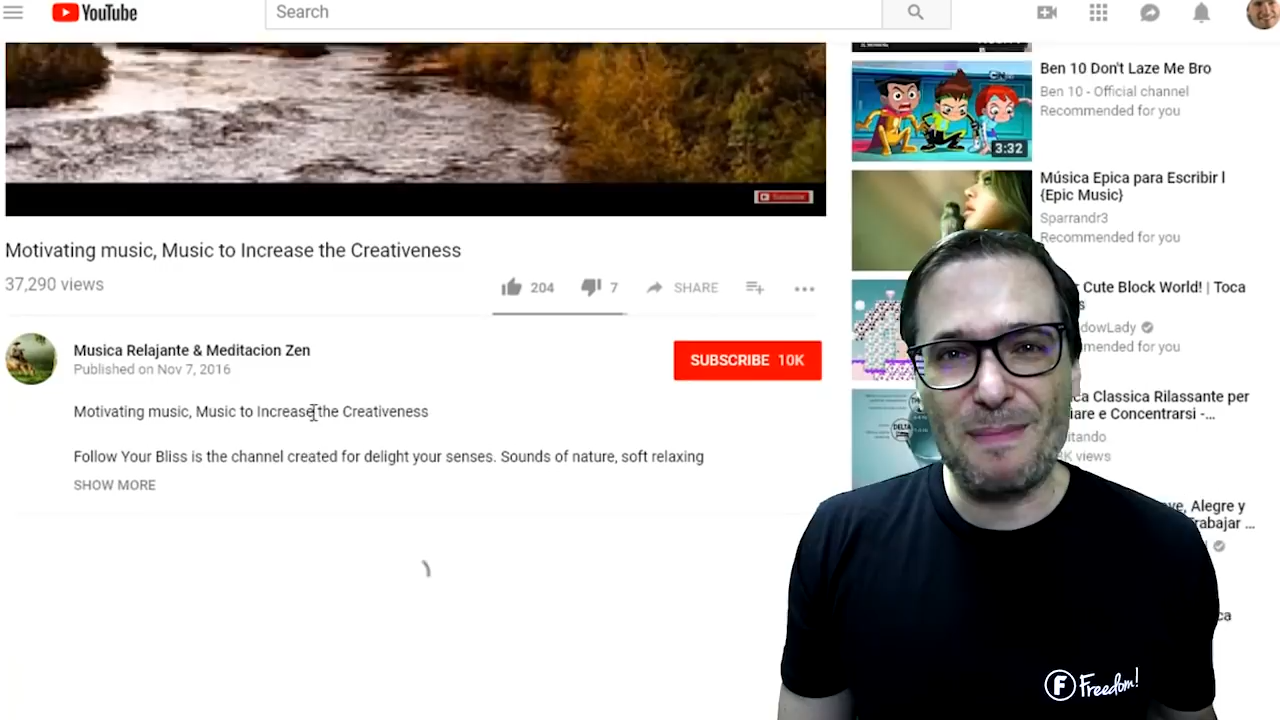 YouTube
Search
Subscribe
Motivating music, Music to Increase the Creativeness
37,290 views
204
7
SHARE
Musica Relajante & Meditacion Zen
Published on Nov 7, 2016
SUBSCRIBE 10K
Motivating music, Music to Increase the Creativeness
Follow Your Bliss is the channel created for delight your senses. Sounds of nature, soft relaxing
SHOW MORE
CN
3:32
Ben 10 Don't Laze Me Bro
Ben 10 - Official channel
Recommended for you
Música Epica para Escribir l
{Epic Music}
Sparrandr3
Recommended for you
Cute Block World! | Toca
Classica Rilassante per
e Concentrarsi -...
DELTA
views
Alegre y
Trabajar ...
F Freedom!